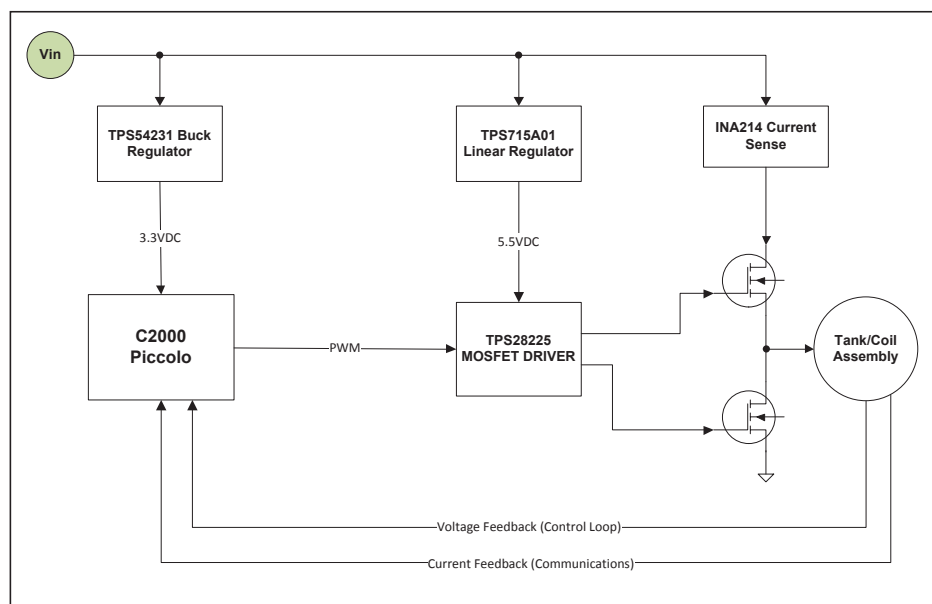 Vin
TPS54231 Buck
Regulator
TPS715A01
Linear Regulator
INA214 Current
Sense
3.3VDC
5.5VDC
C2000
Piccolo
PWM
TPS28225
MOSFET DRIVER
Tank/Coil
Assembly
Voltage Feedback (Control Loop)
Current Feedback (Communications)